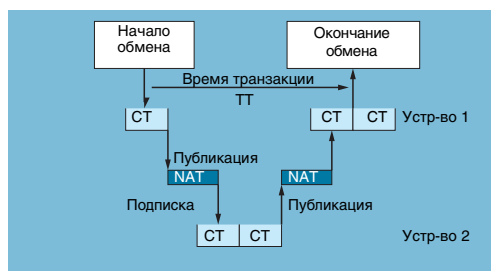 Начало
обмена
Окончание
обмена
Время транзакции
TT
CT
CT
CT
Устр-во 1
Публикация
NAT
NAT
Подписка
Публикация
CT
CT
Устр-во 2